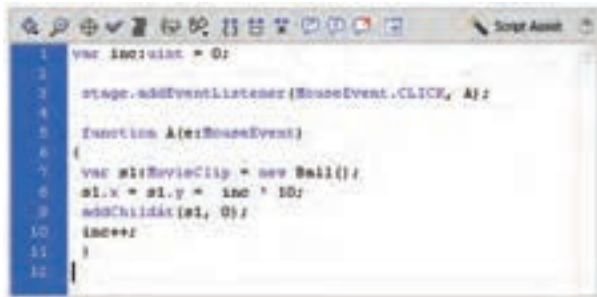 Script Assist
1 var inc:uint = 0;
2
3 stage.addEventListener(MouseEvent.CLICK, A);
4
5 function A(e:MouseEvent)
6 {
7 var s1:MovieClip = new Ball();
8 s1.x = s1.y = inc * 10;
9 addChildAt(s1, 0);
10 inc++;
11 }
12